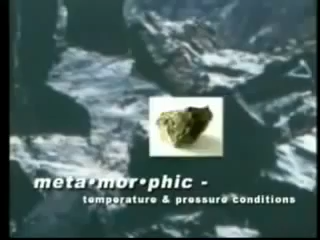 meta•mor•phic -
temperature & pressure conditions